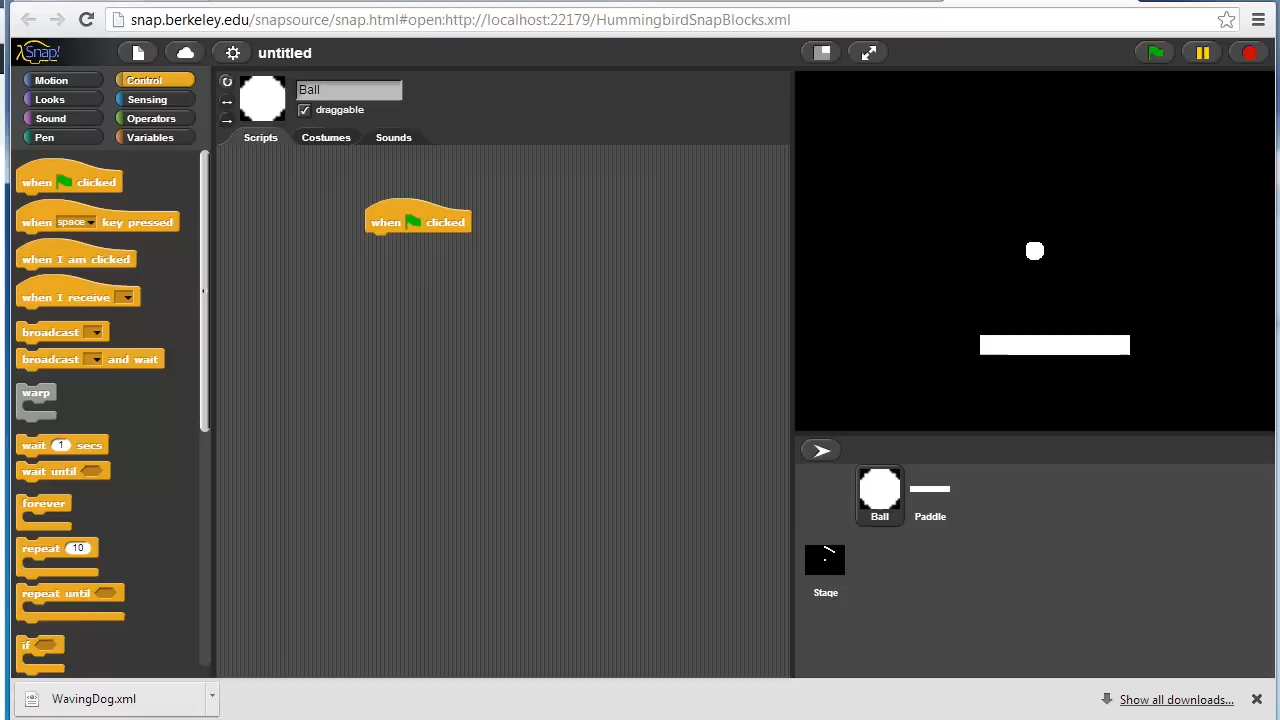 snap.berkeley.edu/snapsource/snap.html#open:http://localhost:22179/HummingbirdSnapBlocks.xml
Snap!
untitled
Motion
Control
Looks
Sensing
Sound
Operators
Pen
Variables
Ball
draggable
Scripts
Costumes
Sounds
when clicked
when space key pressed
when I am clicked
when I receive
broadcast
broadcast and wait
warp
wait 1 secs
wait until
forever
repeat 10
repeat until
if
when clicked
Ball
Paddle
Stage
WavingDog.xml
Show all downloads...